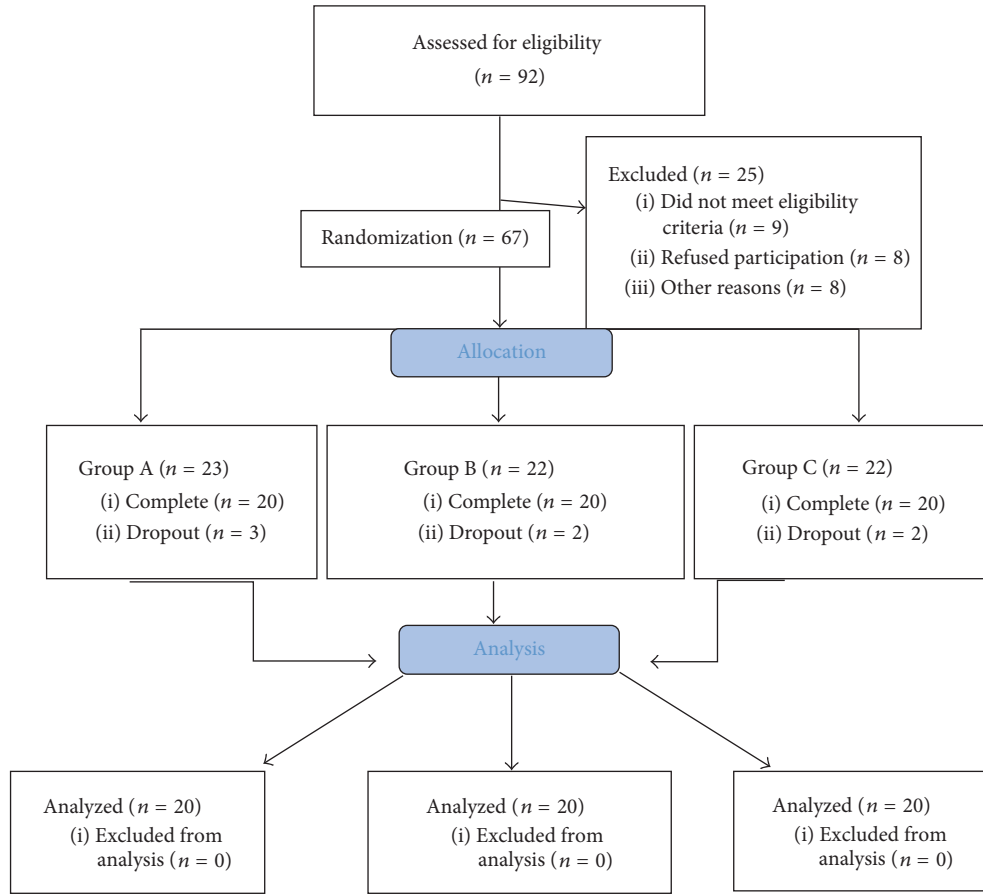 Assessed for eligibility
(n = 92)
Excluded (n = 25)
(i) Did not meet eligibility
criteria (n = 9)
(ii) Refused participation (n = 8)
(iii) Other reasons (n = 8)
Randomization (n = 67)
Allocation
Group A (n = 23)
(i) Complete (n = 20)
(ii) Dropout (n = 3)
Group B (n = 22)
(i) Complete (n = 20)
(ii) Dropout (n = 2)
Group C (n = 22)
(i) Complete (n = 20)
(ii) Dropout (n = 2)
Analysis
Analyzed (n = 20)
(i) Excluded from
analysis (n = 0)
Analyzed (n = 20)
(i) Excluded from
analysis (n = 0)
Analyzed (n = 20)
(i) Excluded from
analysis (n = 0)